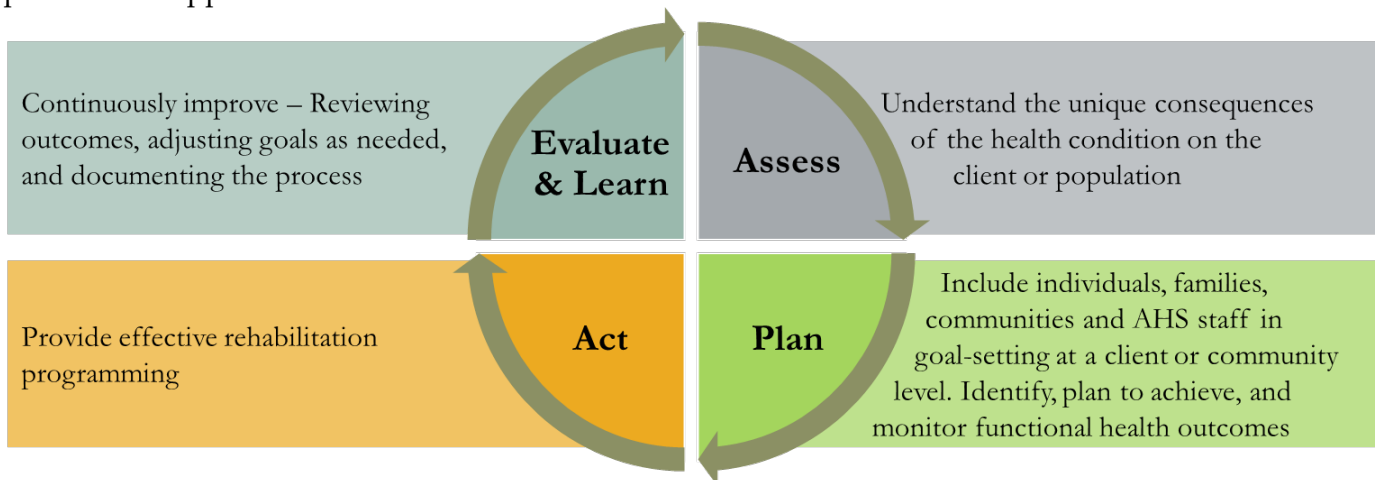 Continuously improve – Reviewing
outcomes, adjusting goals as needed,
and documenting the process
Evaluate
& Learn
Assess
Understand the unique consequences
of the health condition on the
client or population
Provide effective rehabilitation
programming
Act
Plan
Include individuals, families,
communities and AHS staff in
goal-setting at a client or community
level. Identify, plan to achieve, and
monitor functional health outcomes